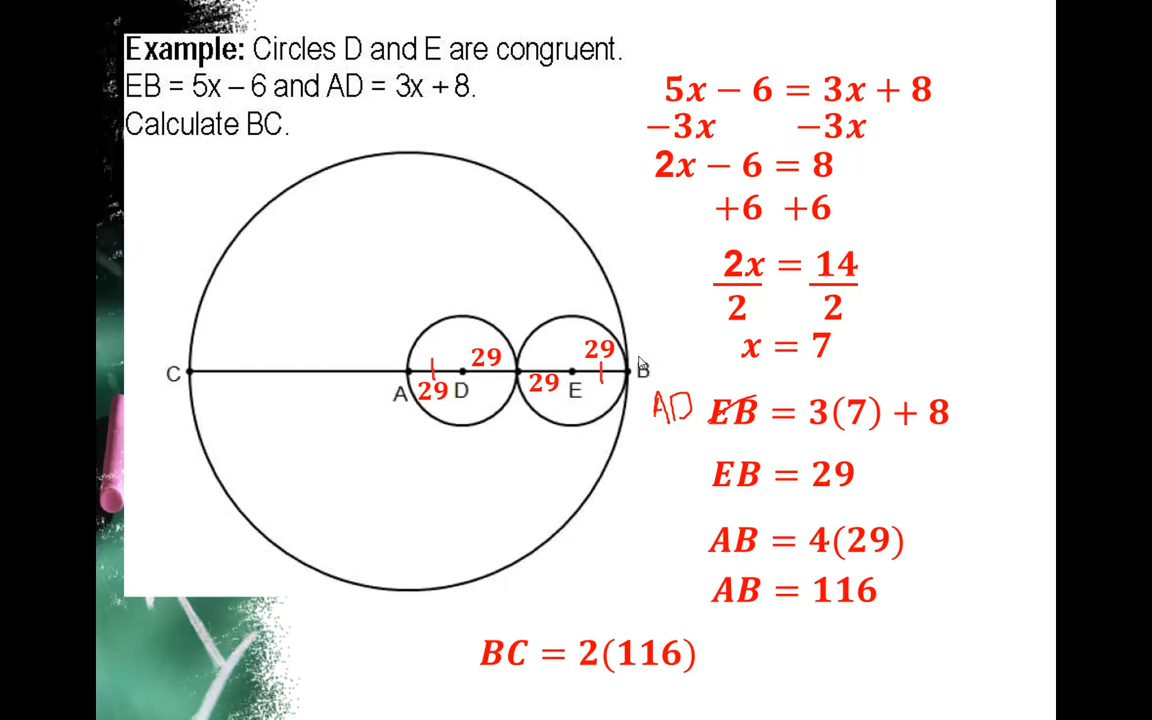 Example: Circles D and E are congruent.
EB = 5x – 6 and AD = 3x + 8.
Calculate BC.
5x − 6 = 3x + 8
−3x −3x
2x − 6 = 8
+6 +6
2x = 14
2 2
x = 7
29
29
C
B
A
29
D
29
E
AD EB = 3(7) + 8
EB = 29
AB = 4(29)
AB = 116
BC = 2(116)